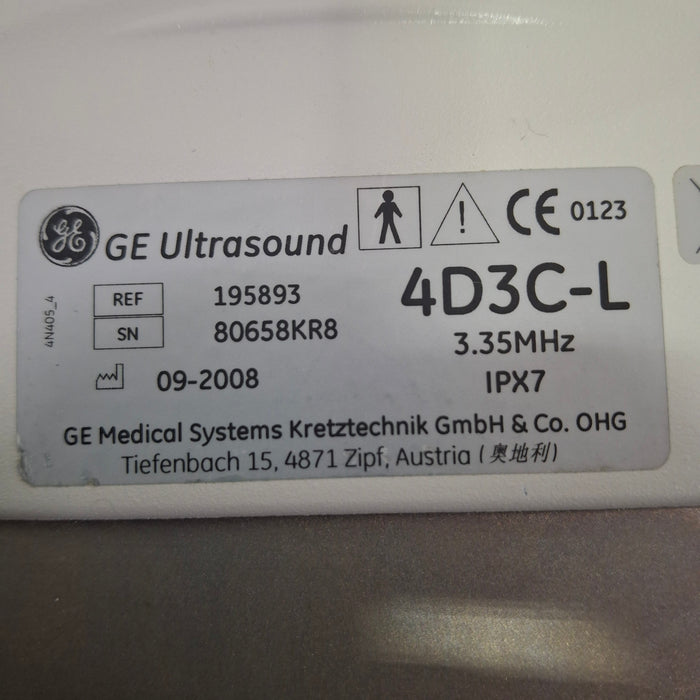 GE GE Ultrasound
! CE 0123
REF 195893
4D3C-L
SN 80658KR8
3.35MHz
09-2008
IPX7
4N405_4
GE Medical Systems Kretztechnik GmbH & Co. OHG
Tiefenbach 15, 4871 Zipf, Austria (奥地利)